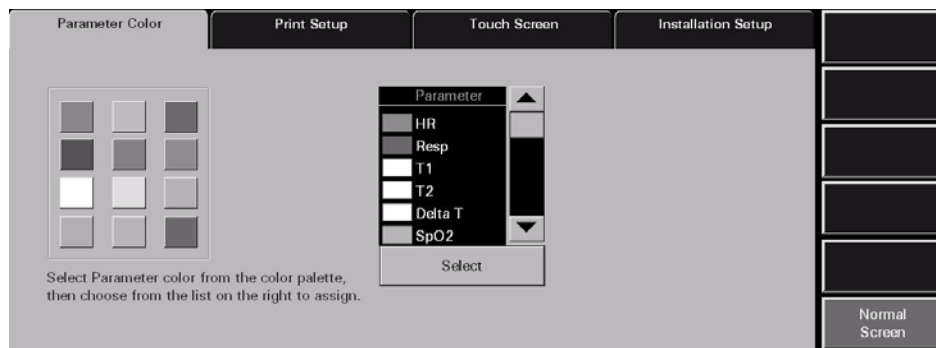 Parameter Color
Print Setup
Touch Screen
Installation Setup
Parameter
HR
Resp
T1
T2
Delta T
SpO2
Select
Select Parameter color from the color palette,
then choose from the list on the right to assign.
Normal
Screen